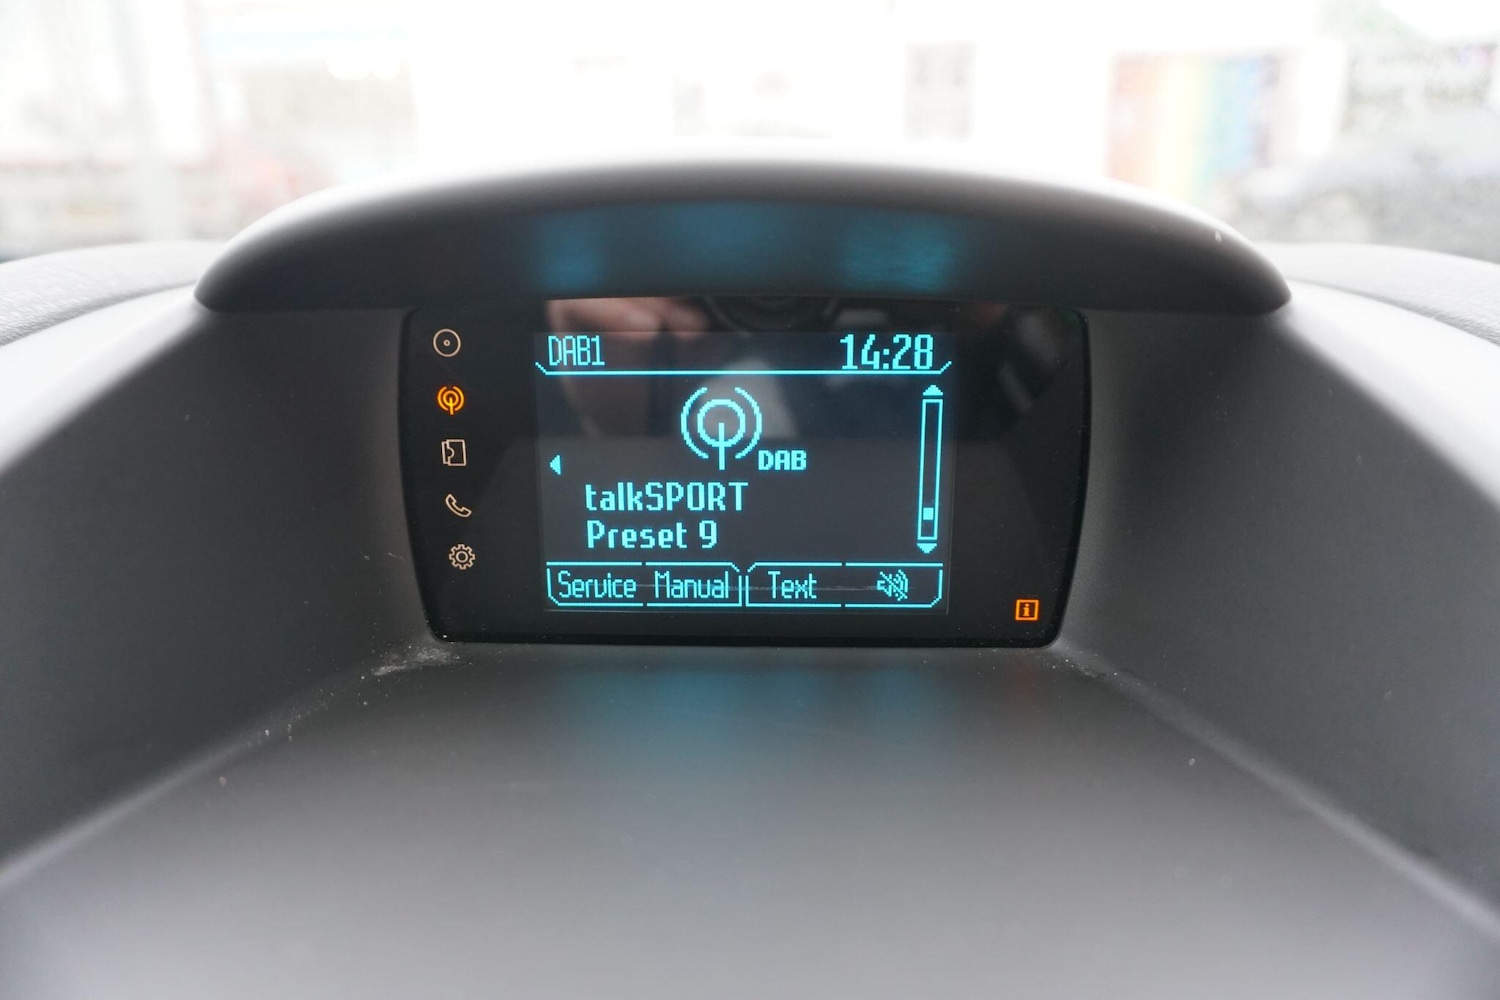 DAB1 14:28
DAB
talkSPORT
Preset 9
Service Manual Text
i